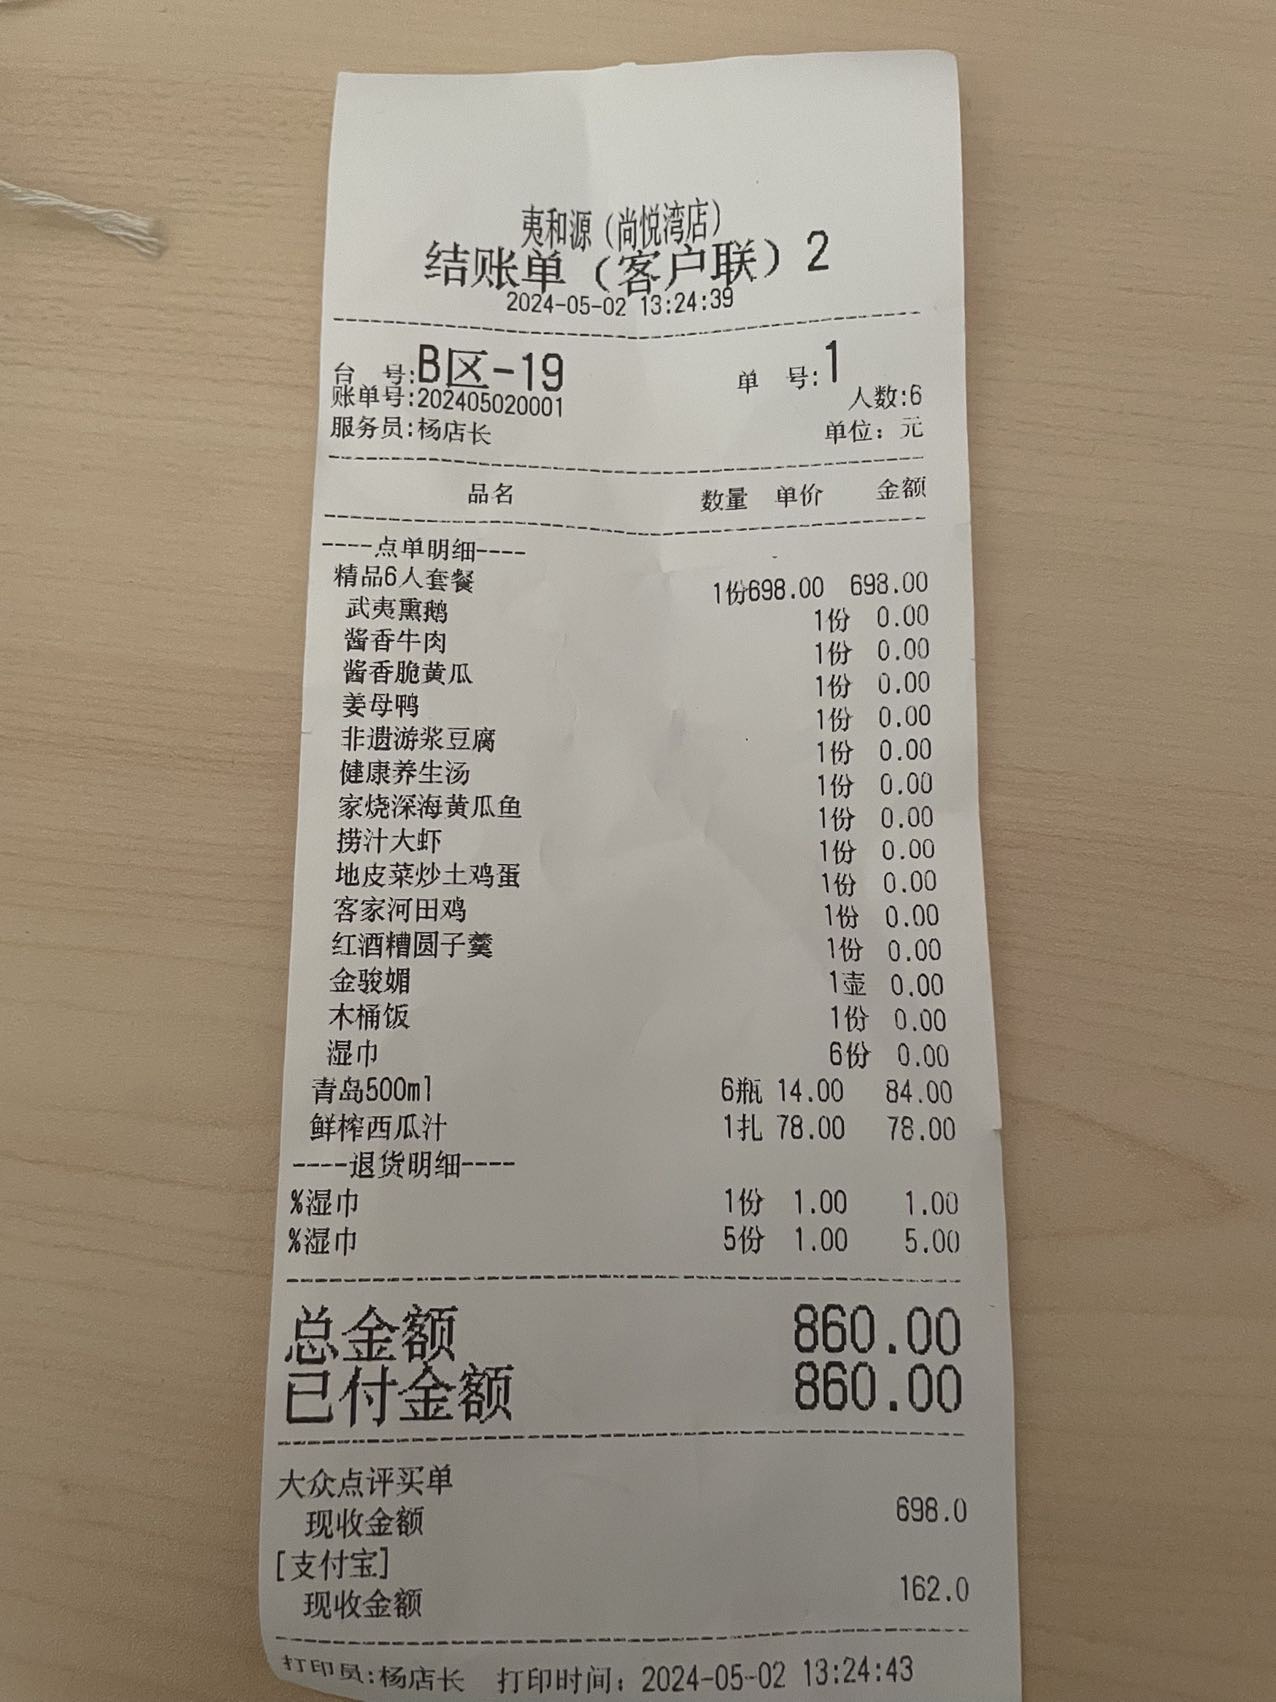 夷和源（尚悦湾店）
结账单（客户联）2
2024-05-02 13:24:39
台 号:B区-19 单 号:1
账单号:202405020001 人数:6
服务员:杨店长 单位：元
品名 数量 单价 金额
----点单明细----
精品6人套餐 1份698.00 698.00
武夷熏鹅 1份 0.00
酱香牛肉 1份 0.00
酱香脆黄瓜 1份 0.00
姜母鸭 1份 0.00
非遗游浆豆腐 1份 0.00
健康养生汤 1份 0.00
家烧深海黄瓜鱼 1份 0.00
捞汁大虾 1份 0.00
地皮菜炒土鸡蛋 1份 0.00
客家河田鸡 1份 0.00
红酒糟圆子羹 1份 0.00
金骏媚 1壶 0.00
木桶饭 1份 0.00
湿巾 6份 0.00
青岛500ml 6瓶 14.00 84.00
鲜榨西瓜汁 1扎 78.00 78.00
----退货明细----
%湿巾 1份 1.00 1.00
%湿巾 5份 1.00 5.00
总金额 860.00
已付金额 860.00
大众点评买单
现收金额 698.0
[支付宝]
现收金额 162.0
打印员:杨店长 打印时间：2024-05-02 13:24:43